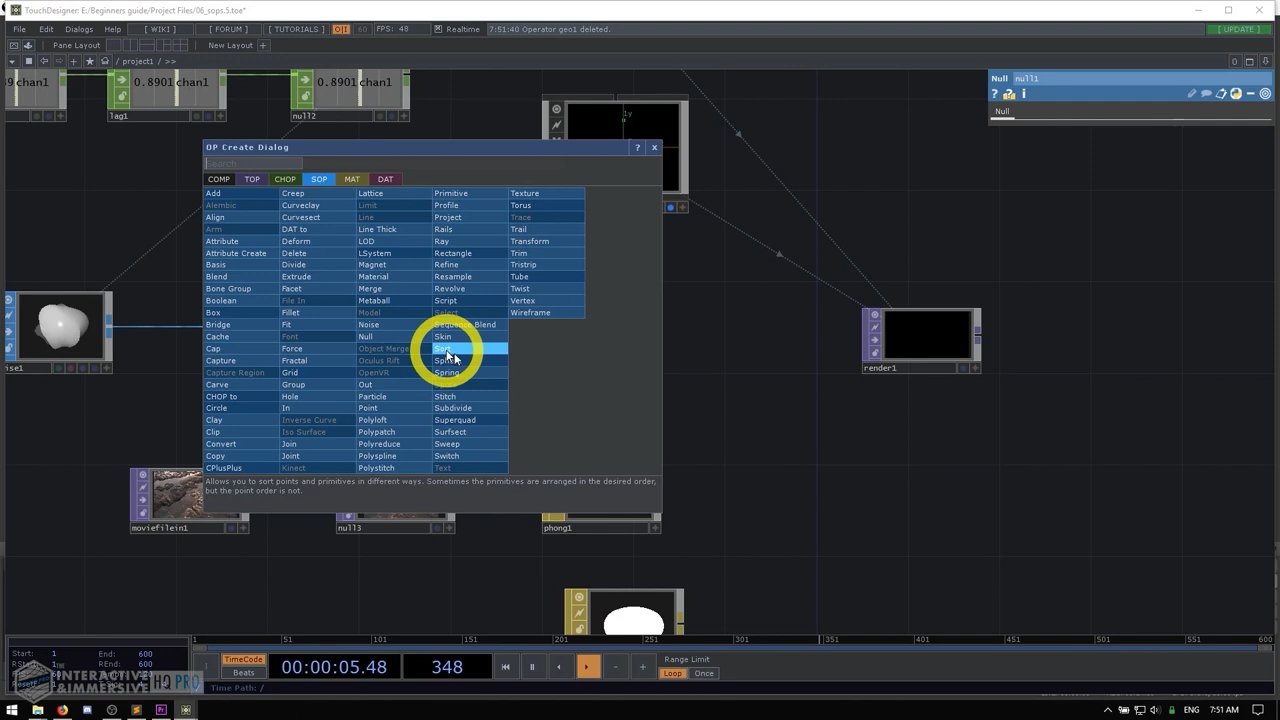 TouchDesigner: E:/Beginners guide/Project Files/06_sops.5.toe*
File Edit Dialogs Help [ WIKI ] [ FORUM ] [ TUTORIALS ] O|I 60 FPS: 48 Realtime 7:51:40 Operator geo1 deleted. [ UPDATE ]
Pane Layout New Layout +
/ project1 / >> 0
0.8901 chan1 0.8901 chan1
lag1 null2
Null null1
Null
OP Create Dialog ? x
Search
COMP TOP CHOP SOP MAT DAT
Add Creep Lattice Primitive Texture
Alembic Curveclay Limit Profile Torus
Align Curvesect Line Project Trace
Arm DAT to Line Thick Rails Trail
Attribute Deform LOD Ray Transform
Attribute Create Delete LSystem Rectangle Trim
Basis Divide Magnet Refine Tristrip
Blend Extrude Material Resample Tube
Bone Group Facet Merge Revolve Twist
Boolean File In Metaball Script Vertex
Box Fillet Model Select Wireframe
Bridge Fit Noise Sequence Blend
Cache Font Null Skin
Cap Force Object Merge Sort
Capture Fractal Oculus Rift
Capture Region Grid OpenVR Spring
Carve Group Out
CHOP to Hole Particle Stitch
Circle In Point Subdivide
Clay Inverse Curve Polyloft Superquad
Clip Iso Surface Polypatch Surfsect
Convert Join Polyreduce Sweep
Copy Joint Polyspline Switch
CPlusPlus Kinect Polystitch Text
Allows you to sort points and primitives in different ways. Sometimes the primitives are arranged in the desired order,
but the point order is not.
render1
moviefilein1 null3 phong1
1 51 101 201 251 301 351 401 451 501 551 600
Start: 1 End: 600
RStart: REnd: 600
TimeCode
Beats
00:00:05.48 348
Range Limit
Loop Once
Time Path: /
INTERACTIVE
& IMMERSIVE HQ PRO
ENG 7:51 AM